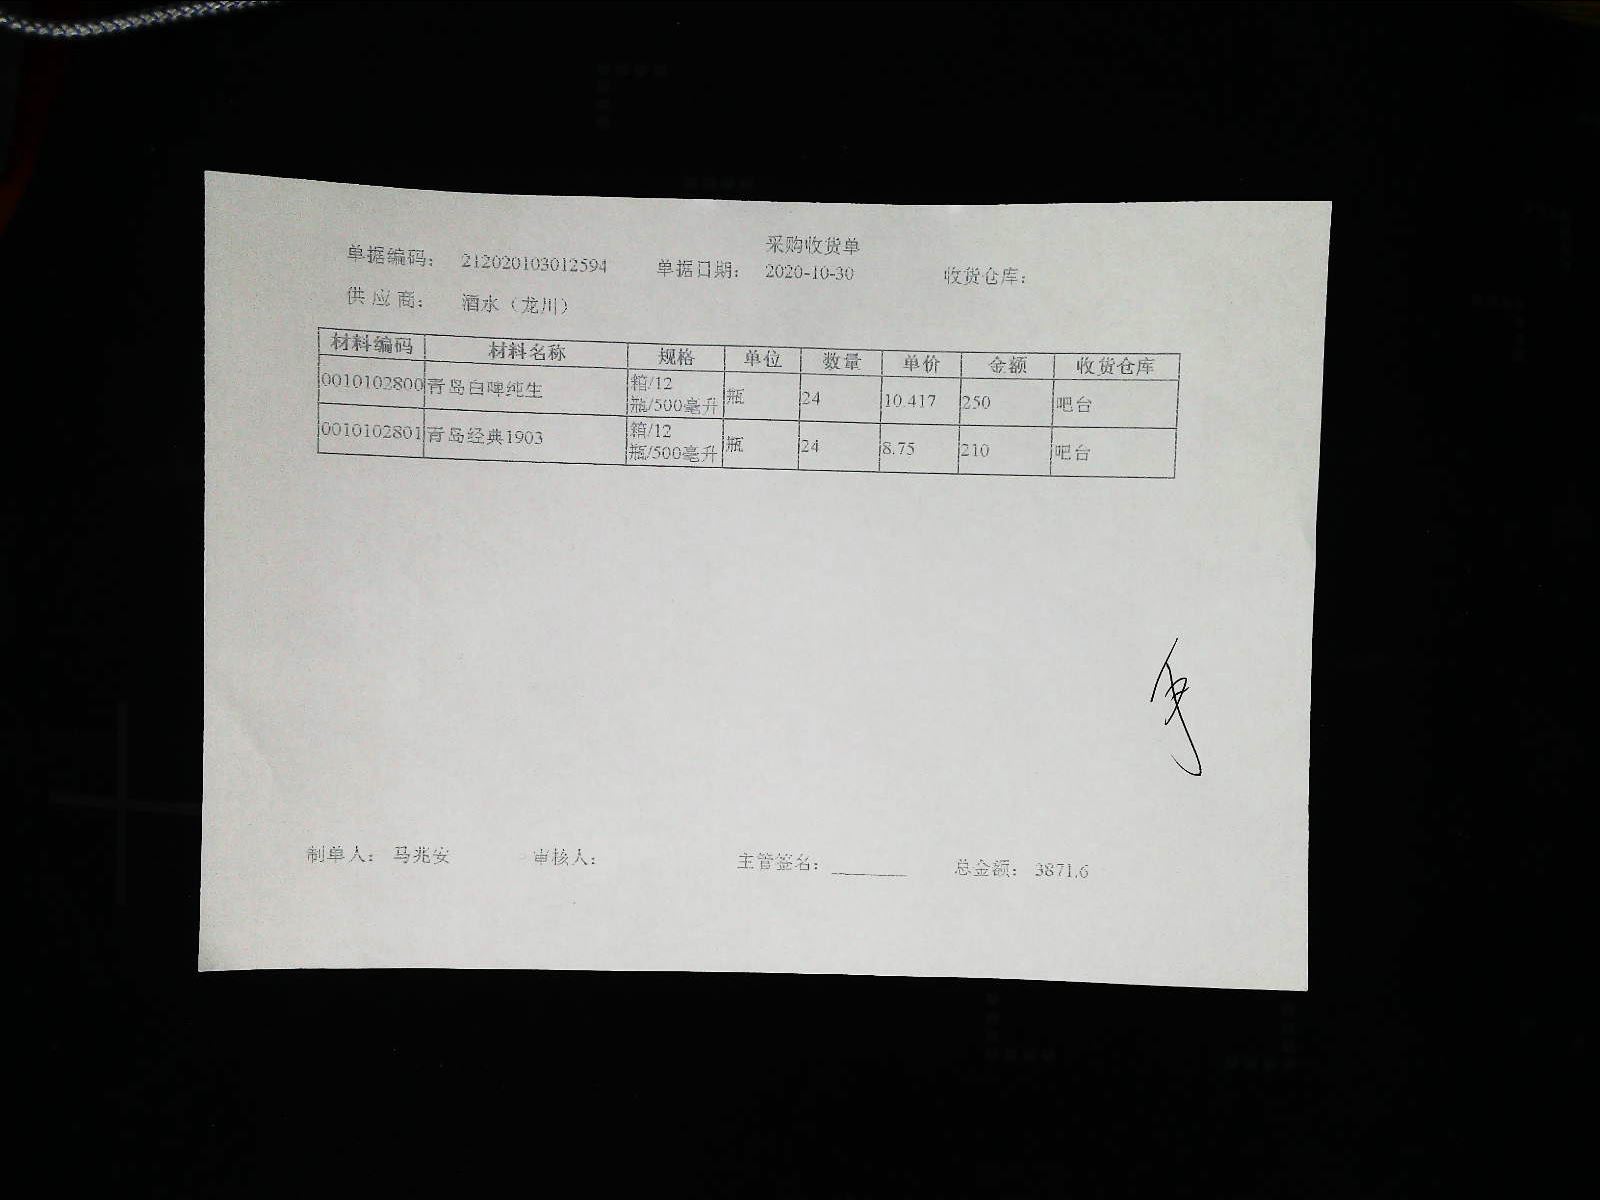 采购收货单
单据编码： 212020103012594 单据日期： 2020-10-30 收货仓库：
供 应 商： 酒水（龙川）
材料编码 材料名称 规格 单位 数量 单价 金额 收货仓库
0010102800 青岛白啤纯生 箱/12瓶/500毫升 瓶 24 10.417 250 吧台
0010102801 青岛经典1903 箱/12瓶/500毫升 瓶 24 8.75 210 吧台
制单人： 马兆安 审核人： 主管签名： 总金额： 3871.6